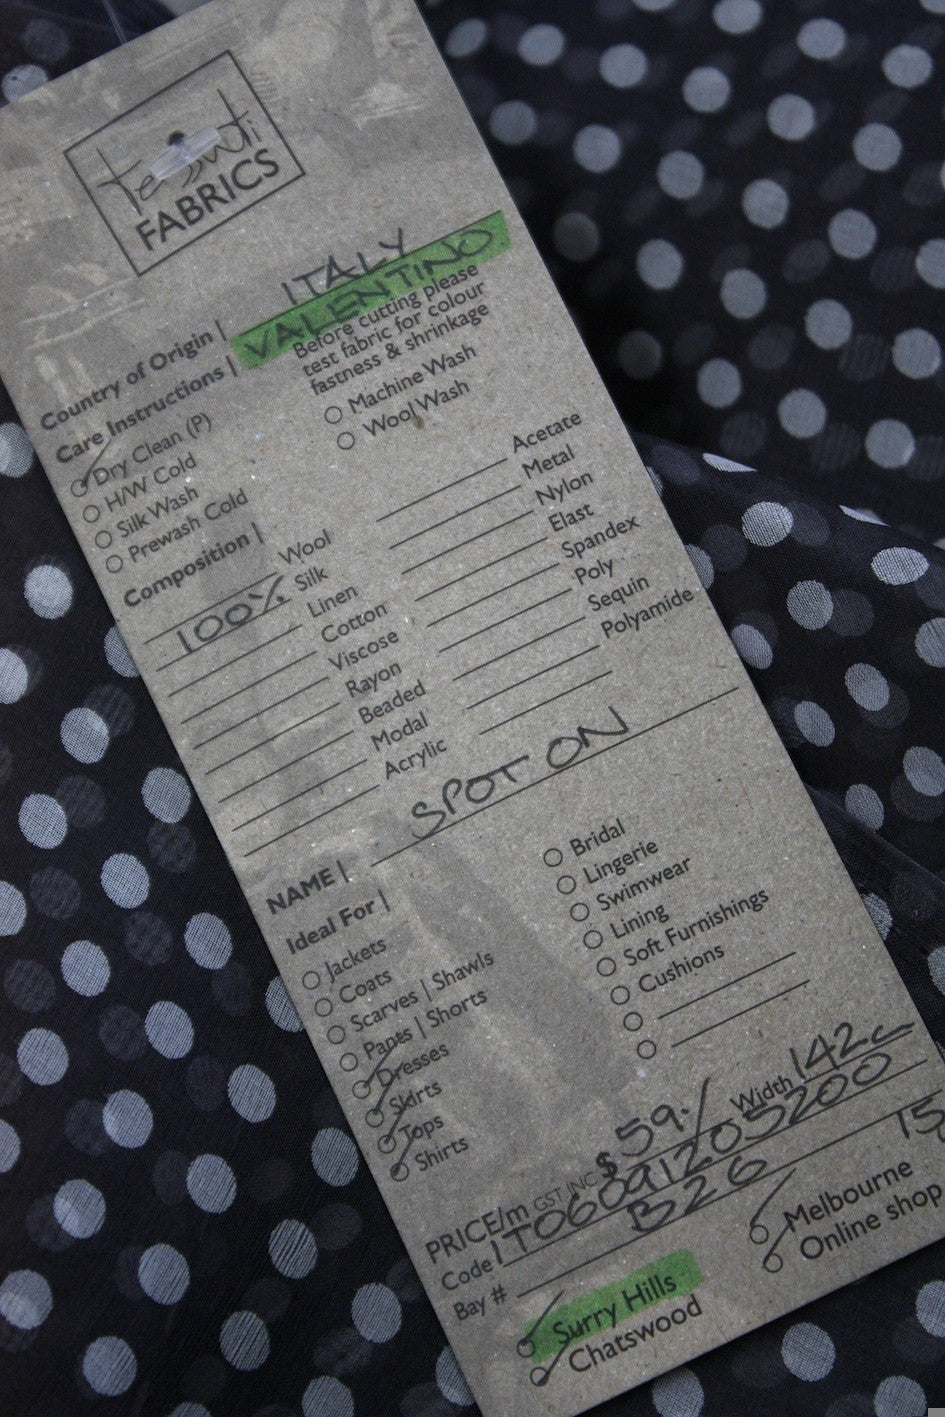 tessuti
FABRICS
Country of Origin | ITALY
VALENTINO
Care Instructions | Before cutting please
test fabric for colour
fastness & shrinkage
Dry Clean (P)
H/W Cold
Silk Wash
Prewash Cold
Machine Wash
Wool Wash
Composition |
Wool
100% Silk
Linen
Cotton
Viscose
Rayon
Beaded
Modal
Acrylic
Acetate
Metal
Nylon
Elast
Spandex
Poly
Sequin
Polyamide
NAME | SPOT ON
Ideal For |
Jackets
Coats
Scarves | Shawls
Pants | Shorts
Dresses
Skirts
Tops
Shirts
Bridal
Lingerie
Swimwear
Lining
Soft Furnishings
Cushions
PRICE/m GST INC $59./ Width 142c
Code IT06091205200
Bay # B26 15
Surry Hills
Chatswood
Melbourne
Online shop